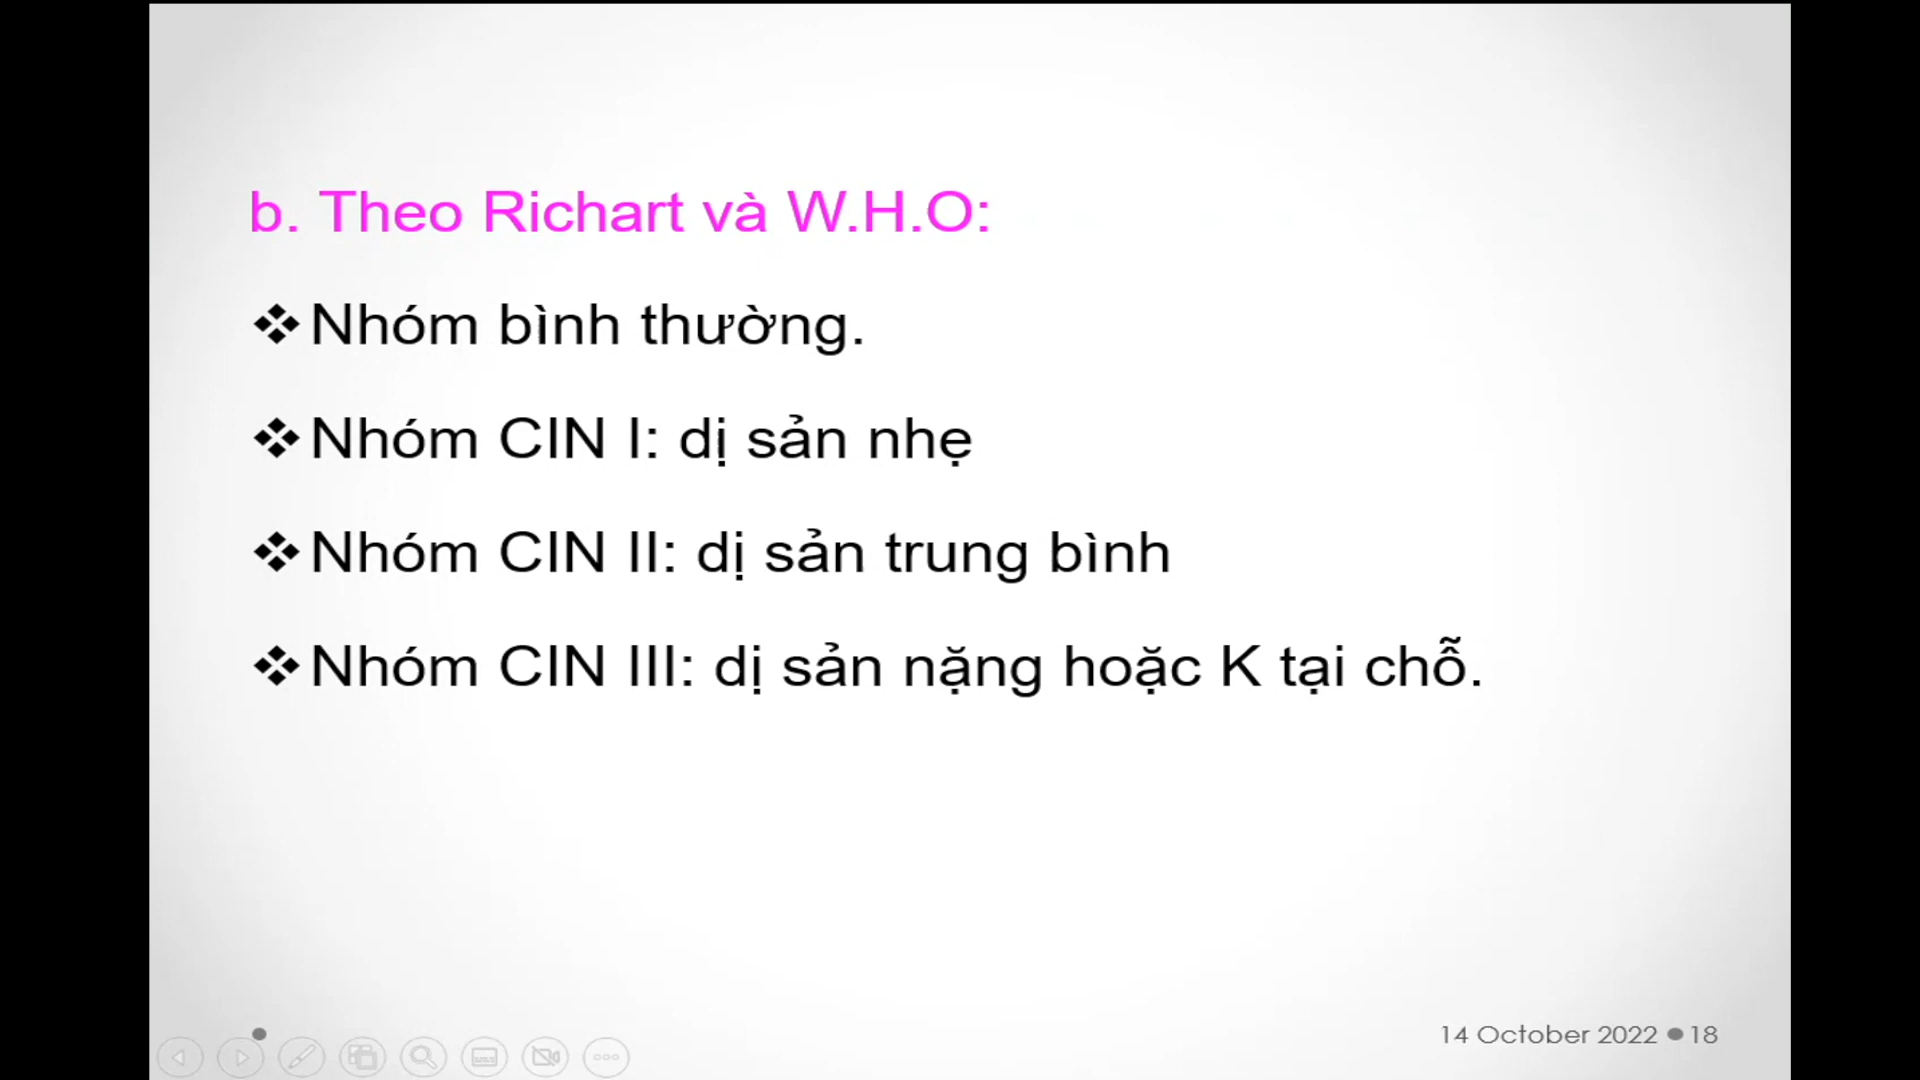 b. Theo Richart và W.H.O:
❖Nhóm bình thường.
❖Nhóm CIN I: dị sản nhẹ
❖Nhóm CIN II: dị sản trung bình
❖Nhóm CIN III: dị sản nặng hoặc K tại chỗ.
14 October 2022 ● 18